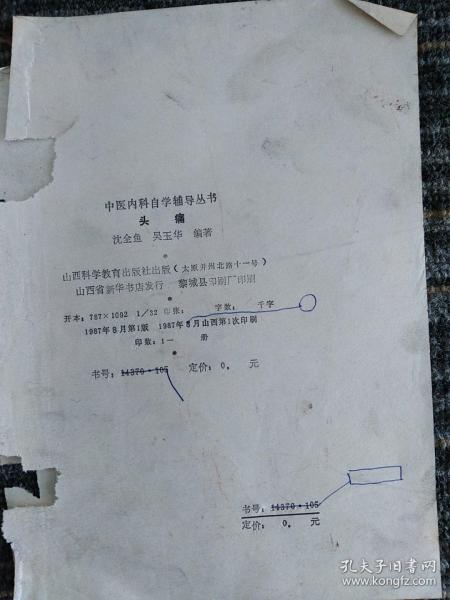 中医内科自学辅导丛书
头痛
沈全鱼 吴玉华 编著
山西科学教育出版社出版（太原并州北路十一号）
山西省新华书店发行 黎城县印刷厂印刷
开本：787×1092 1/32 印张： 字数： 千字
1987年8月第1版 1987年8月山西第1次印刷
印数：1— 册
书号：14370·105 定价：0. 元
书号：14370·105
定价：0. 元
孔夫子旧书网
www.kongfz.com